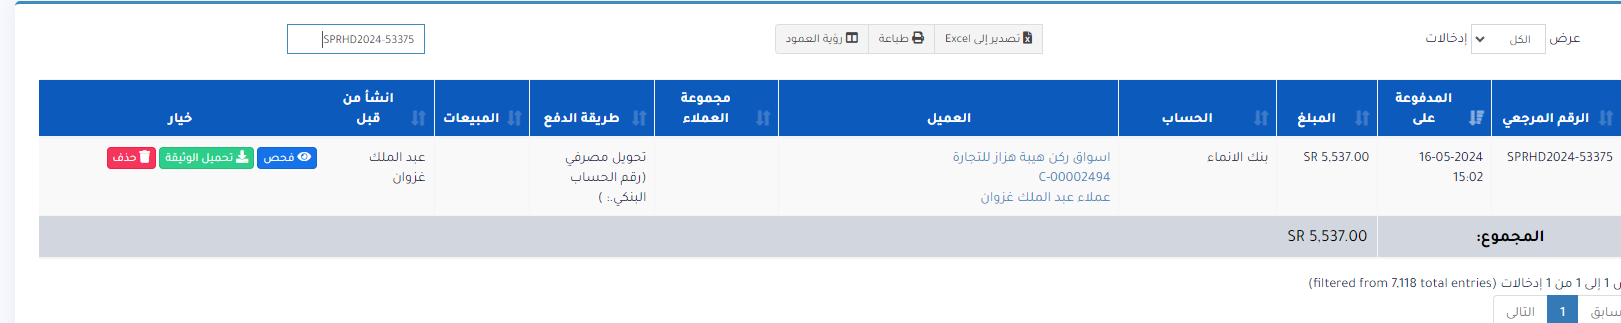 عرض الكل إدخالات
تصدير إلى Excel
طباعة
رؤية العمود
SPRHD2024-53375
الرقم المرجعي
المدفوعة
على
المبلغ
الحساب
العميل
مجموعة
العملاء
طريقة الدفع
المبيعات
انشأ من
قبل
خيار
SPRHD2024-53375
16-05-2024
15:02
SR 5,537.00
بنك الانماء
اسواق ركن هيبة هزاز للتجارة
C-00002494
عملاء عبد الملك غزوان
تحويل مصرفي
(رقم الحساب
البنكي.: )
عبد الملك
غزوان
فحص
تحميل الوثيقة
حذف
المجموع:
SR 5,537.00
1 إلى 1 من 1 إدخالات (filtered from 7,118 total entries)
1
التالي